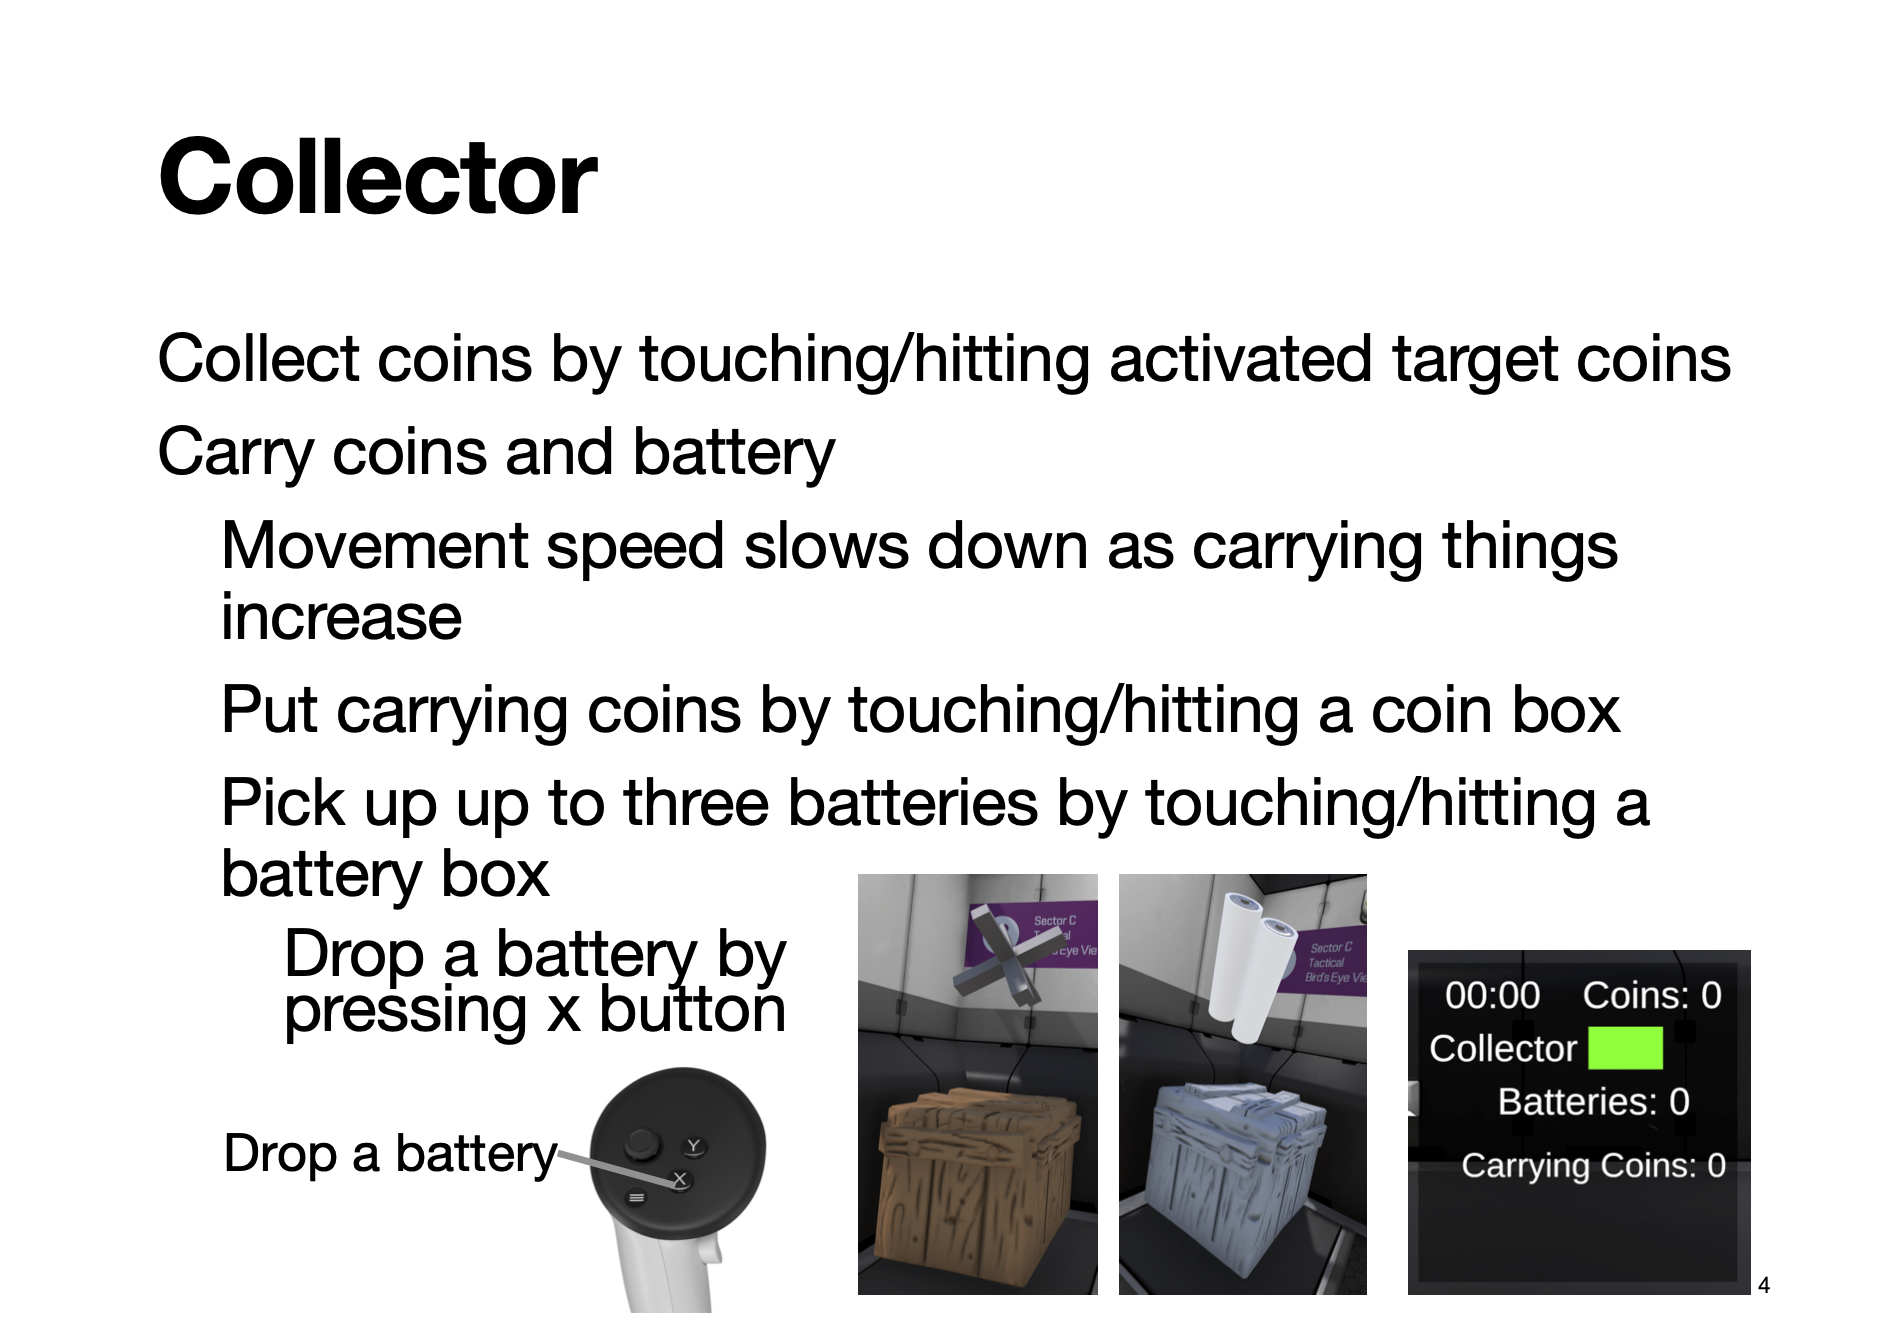 Collector
Collect coins by touching/hitting activated target coins
Carry coins and battery
Movement speed slows down as carrying things
increase
Put carrying coins by touching/hitting a coin box
Pick up up to three batteries by touching/hitting a
battery box
Drop a battery by
pressing x button
Drop a battery
Y
X
Sector C
Eye Vie
Sector C
Tactical
Bird's Eye Vie
00:00 Coins: 0
Collector
Batteries: 0
Carrying Coins: 0
4